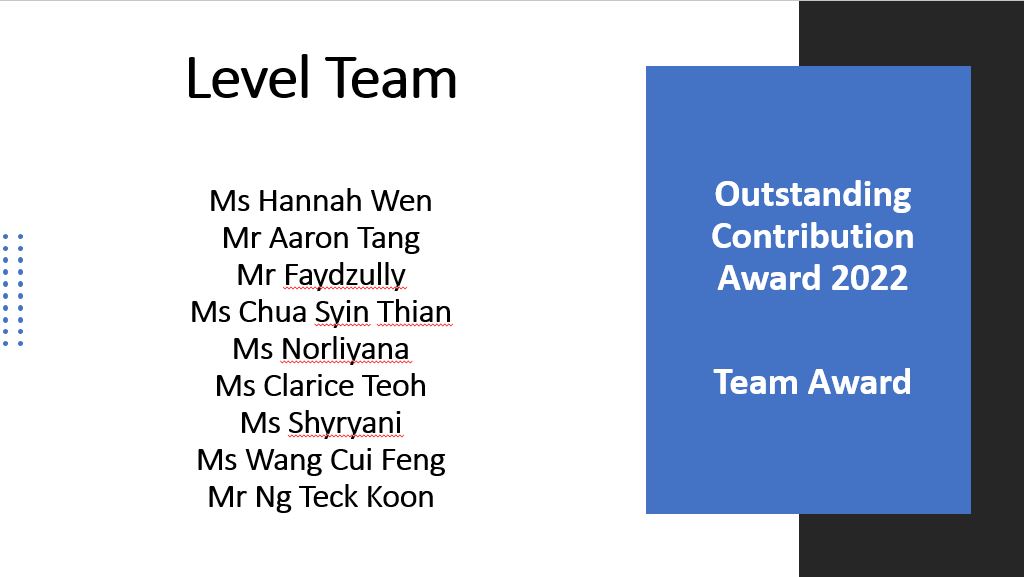 Level Team
Ms Hannah Wen
Mr Aaron Tang
Mr Faydzully
Ms Chua Syin Thian
Ms Norliyana
Ms Clarice Teoh
Ms Shyryani
Ms Wang Cui Feng
Mr Ng Teck Koon
Outstanding
Contribution
Award 2022
Team Award